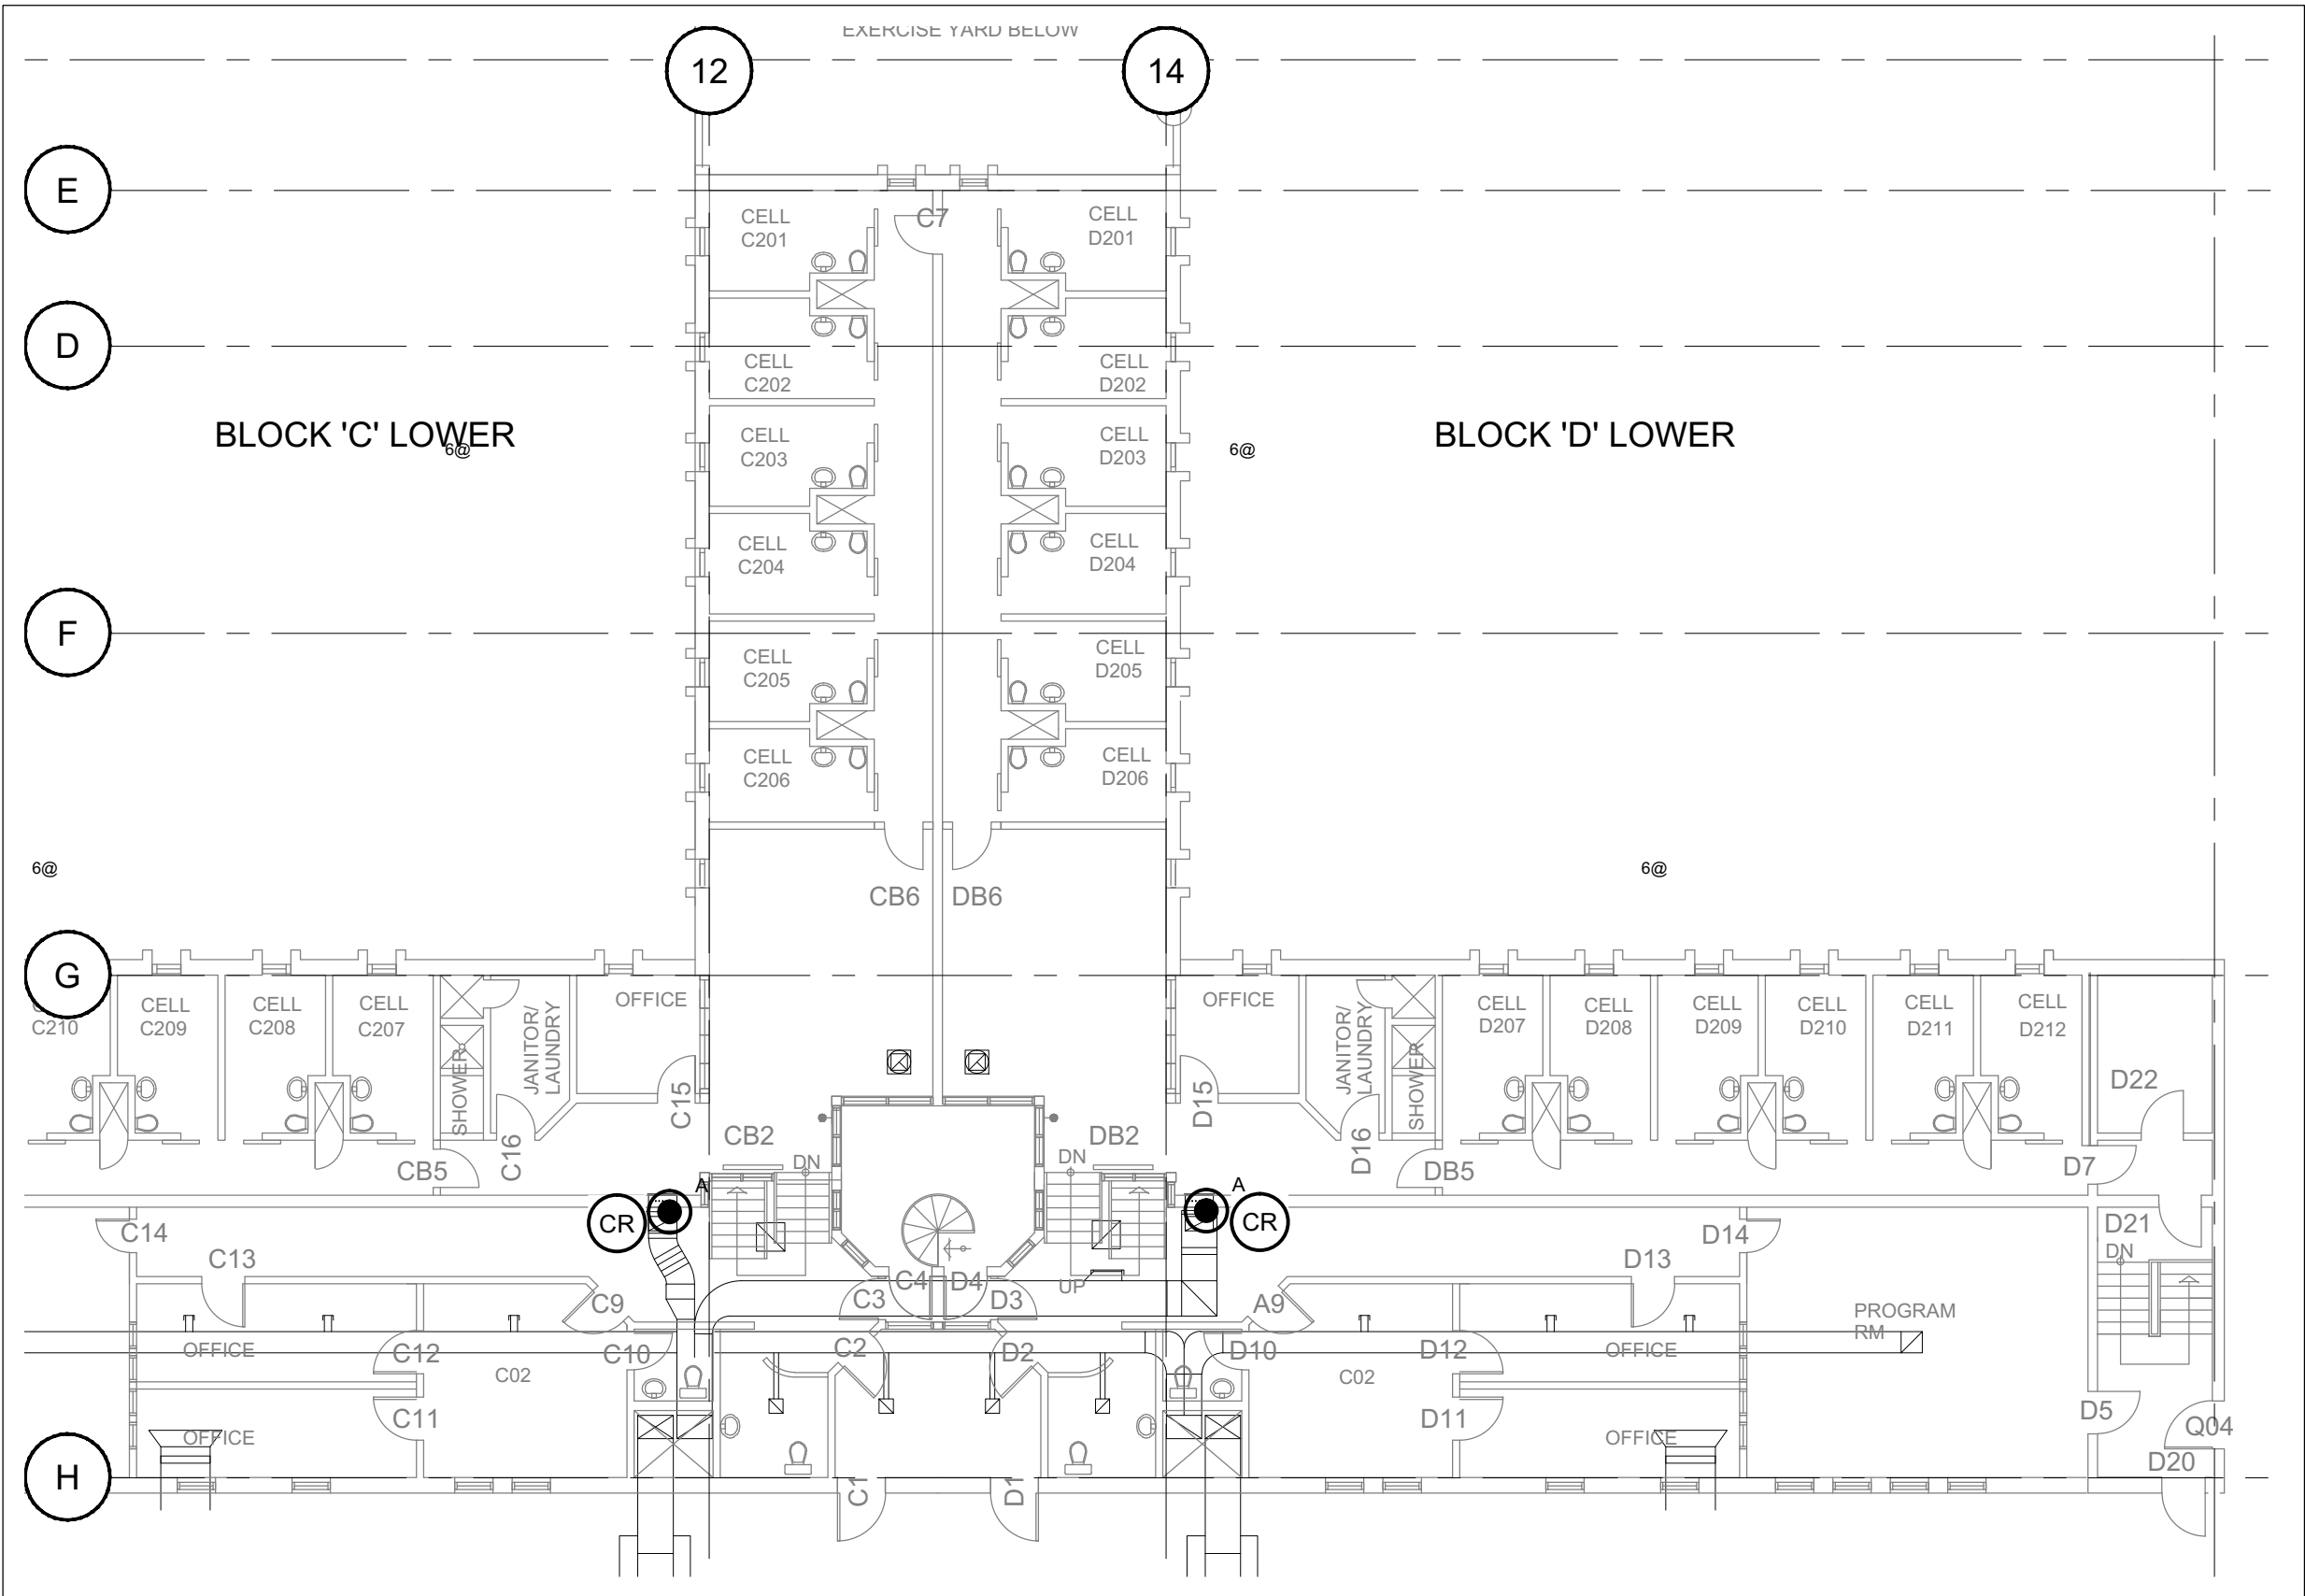 EXERCISE YARD BELOW
12
14
E
CELL
C201
C7
CELL
D201
D
CELL
C202
CELL
D202
BLOCK 'C' LOWER
6@
CELL
C203
CELL
D203
6@
BLOCK 'D' LOWER
CELL
C204
CELL
D204
F
CELL
C205
CELL
D205
CELL
C206
CELL
D206
6@
CB6
DB6
6@
G
C210
CELL
C209
CELL
C208
CELL
C207
SHOWER
JANITOR/
LAUNDRY
OFFICE
C15
C16
CB5
CB2
DN
DN
DB2
OFFICE
D15
JANITOR/
LAUNDRY
SHOWER
D16
DB5
CELL
D207
CELL
D208
CELL
D209
CELL
D210
CELL
D211
CELL
D212
D22
D7
A
CR
A
CR
C14
C13
C9
C3
C4
D4
D3
UP
A9
D13
D14
D21
DN
PROGRAM
RM
OFFICE
C12
C02
C10
C2
D2
D10
C02
D12
OFFICE
C11
OFFICE
D11
OFFICE
D5
Q04
D20
H
C1
D1